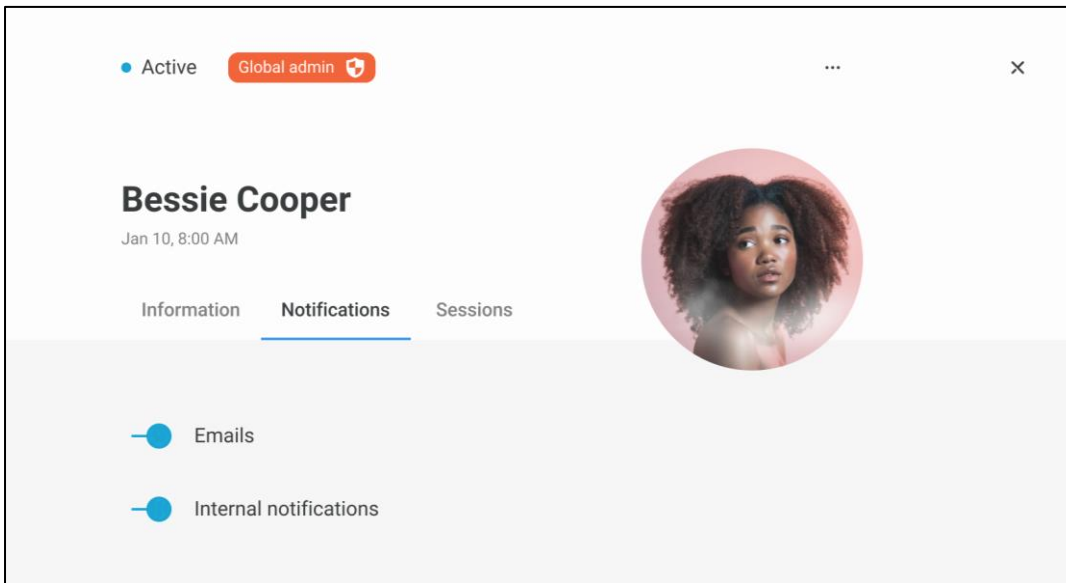 Active
Global admin
Bessie Cooper
Jan 10, 8:00 AM
Information Notifications Sessions
Emails
Internal notifications